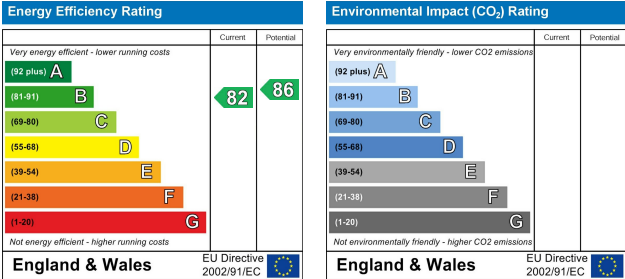 Energy Efficiency Rating
Current Potential
Very energy efficient - lower running costs
(92 plus) A
(81-91) B
(69-80) C
(55-68) D
(39-54) E
(21-38) F
(1-20) G
82
86
Not energy efficient - higher running costs
England & Wales
EU Directive
2002/91/EC
Environmental Impact (CO2) Rating
Current Potential
Very environmentally friendly - lower CO2 emissions
(92 plus) A
(81-91) B
(69-80) C
(55-68) D
(39-54) E
(21-38) F
(1-20) G
Not environmentally friendly - higher CO2 emissions
England & Wales
EU Directive
2002/91/EC